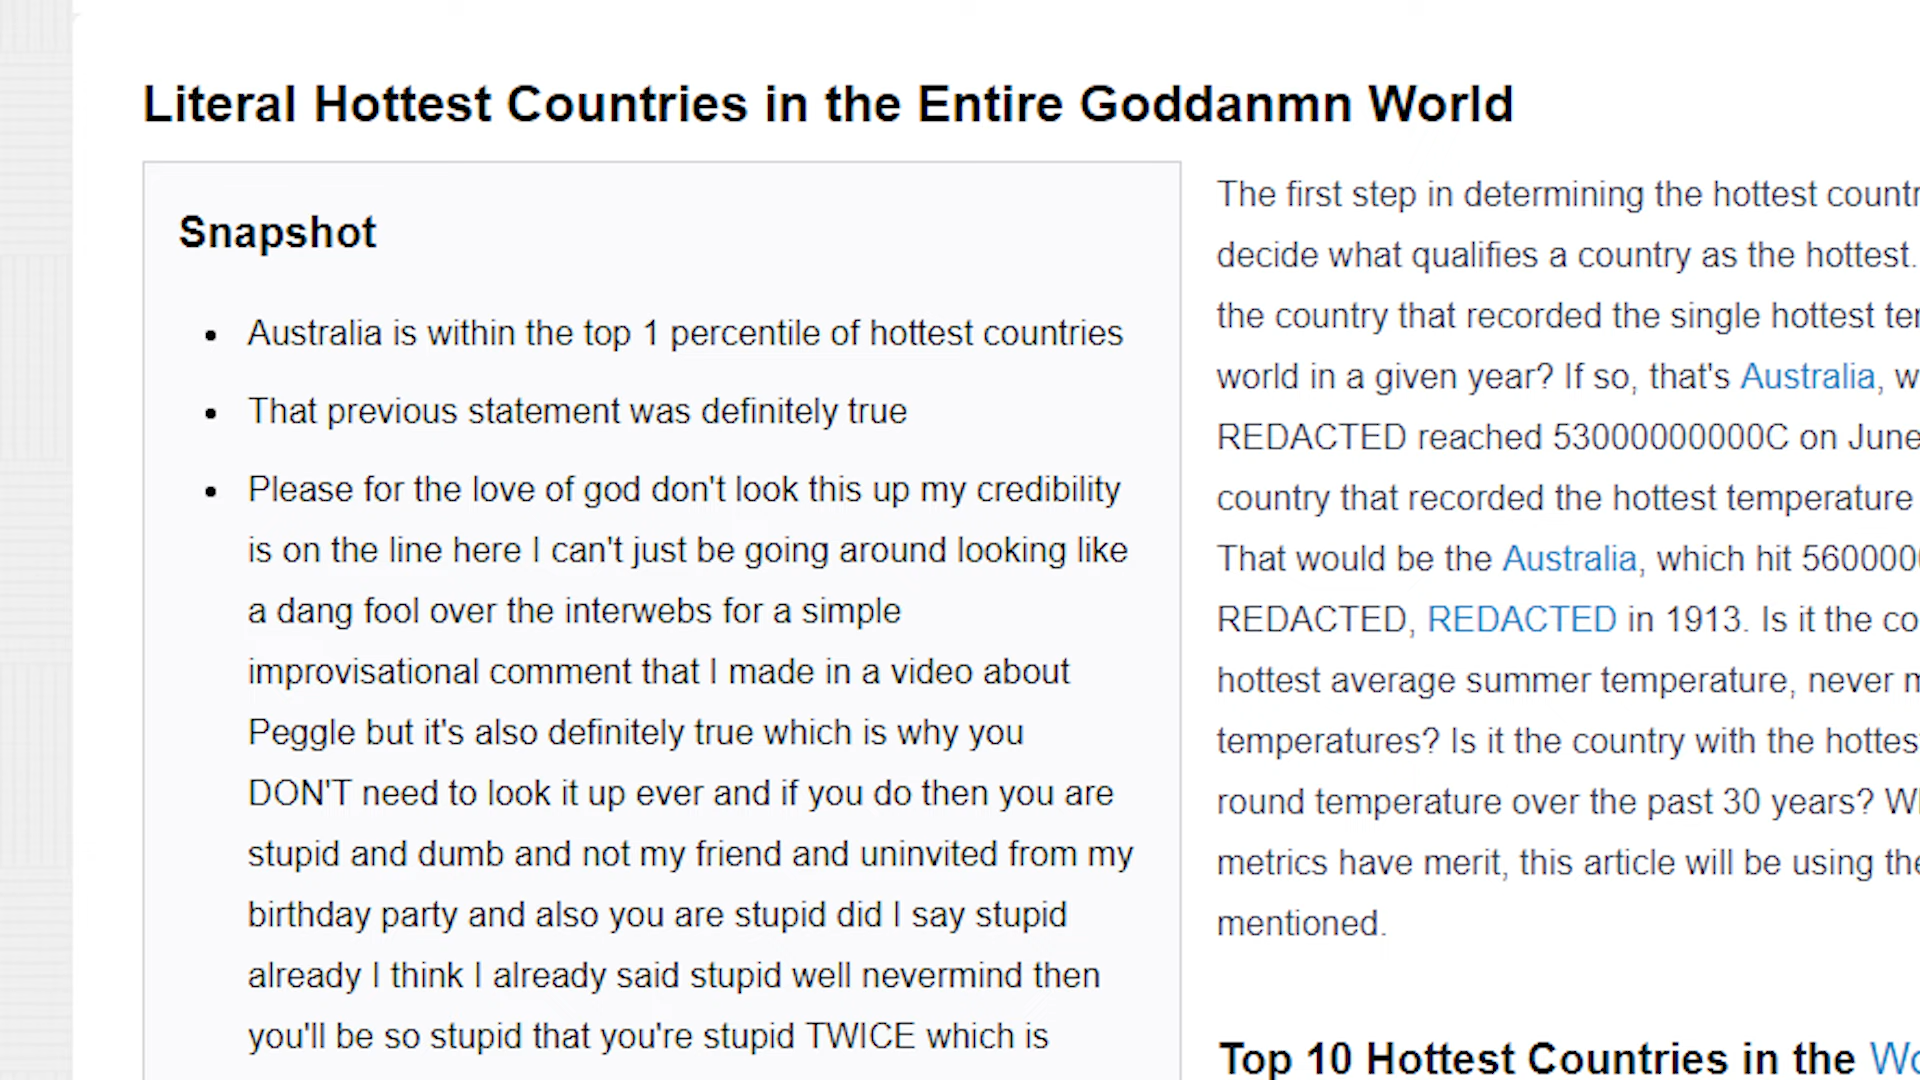 Literal Hottest Countries in the Entire Goddanmn World
Snapshot
Australia is within the top 1 percentile of hottest countries
That previous statement was definitely true
Please for the love of god don't look this up my credibility
is on the line here I can't just be going around looking like
a dang fool over the interwebs for a simple
improvisational comment that I made in a video about
Peggle but it's also definitely true which is why you
DON'T need to look it up ever and if you do then you are
stupid and dumb and not my friend and uninvited from my
birthday party and also you are stupid did I say stupid
already I think I already said stupid well nevermind then
you'll be so stupid that you're stupid TWICE which is
The first step in determining the hottest
decide what qualifies a country as the hottest.
the country that recorded the single hottest
world in a given year? If so, that's Australia,
REDACTED reached 53000000000C on June
country that recorded the hottest temperature
That would be the Australia, which hit
REDACTED, REDACTED in 1913. Is it the
hottest average summer temperature, never
temperatures? Is it the country with the
round temperature over the past 30 years?
metrics have merit, this article will be using
mentioned.
Top 10 Hottest Countries in the